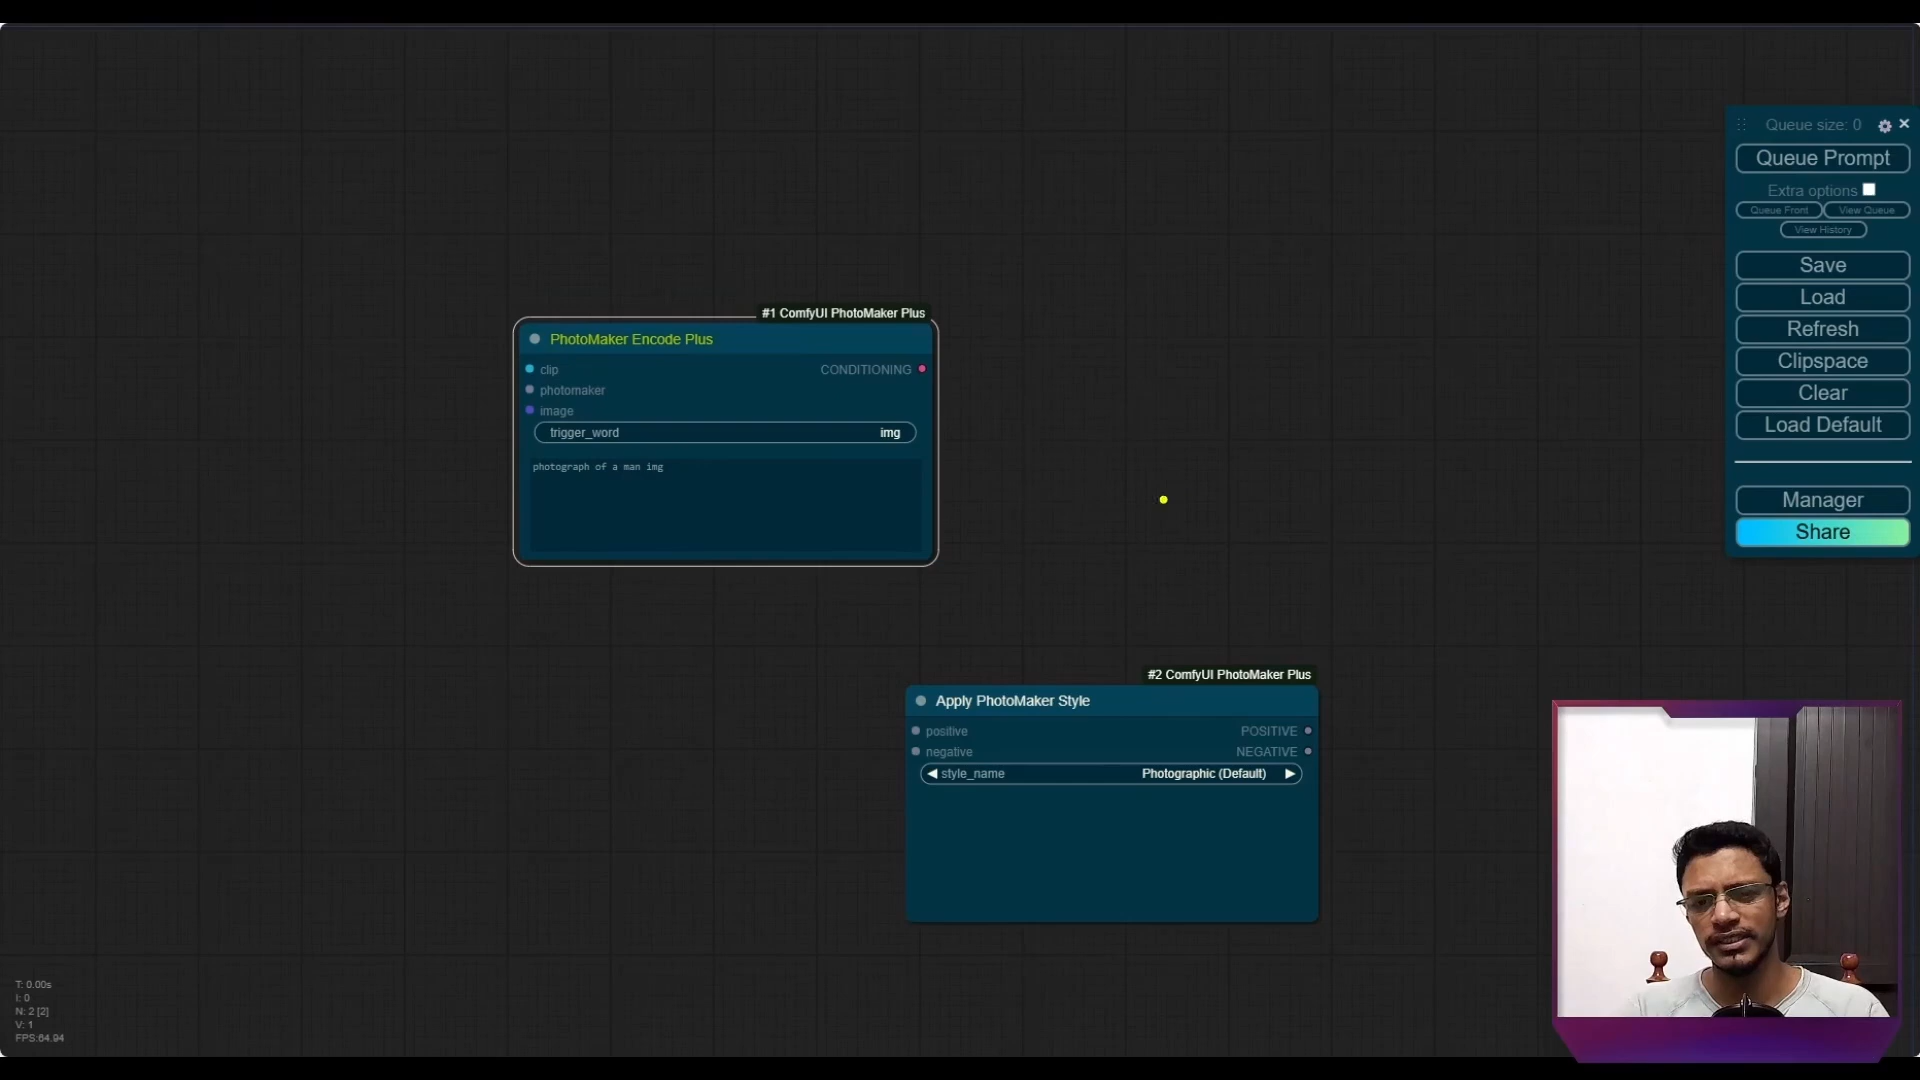 Queue size: 0
Queue Prompt
Extra options
Queue Front
View Queue
View History
Save
Load
Refresh
Clipspace
Clear
Load Default
Manager
Share
#1 ComfyUI PhotoMaker Plus
PhotoMaker Encode Plus
clip
CONDITIONING
photomaker
image
trigger_word
img
photograph of a man img
#2 ComfyUI PhotoMaker Plus
Apply PhotoMaker Style
positive
POSITIVE
negative
NEGATIVE
style_name
Photographic (Default)
T: 0.00s
I: 0
N: 2 [2]
V: 1
FPS:64.94